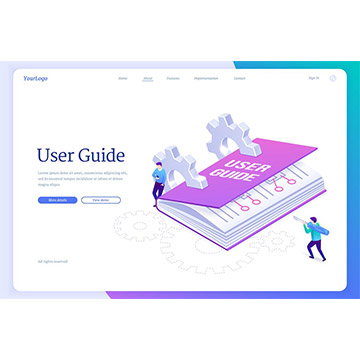 YourLogo
Home
About
Features
Implementation
Contact
Sign In
User Guide
Lorem ipsum dolor sit amet, consectetur adipiscing
elit, sed do eiusmod tempor incididunt ut labore et dolore
magna aliqua.
More details
View demo
USER
GUIDE
All rights reserved